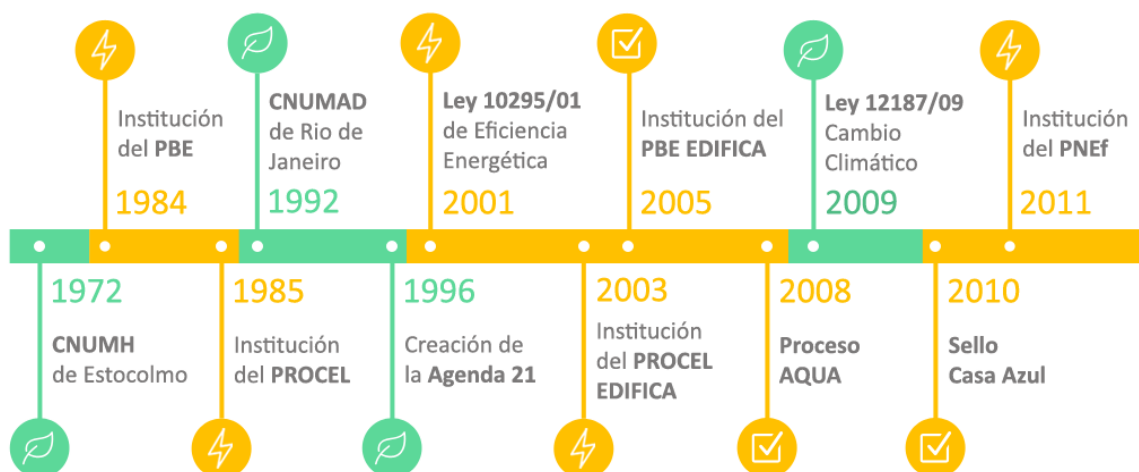 Institución
del PBE
1984
CNUMAD
de Rio de
Janeiro
1992
Ley 10295/01
de Eficiencia
Energética
2001
Institución del
PBE EDIFICA
2005
Ley 12187/09
Cambio
Climático
2009
Institución
del PNEf
2011
1972
CNUMH
de Estocolmo
1985
Institución
del PROCEL
1996
Creación de
la Agenda 21
2003
Institución
del PROCEL
EDIFICA
2008
Proceso
AQUA
2010
Sello
Casa Azul